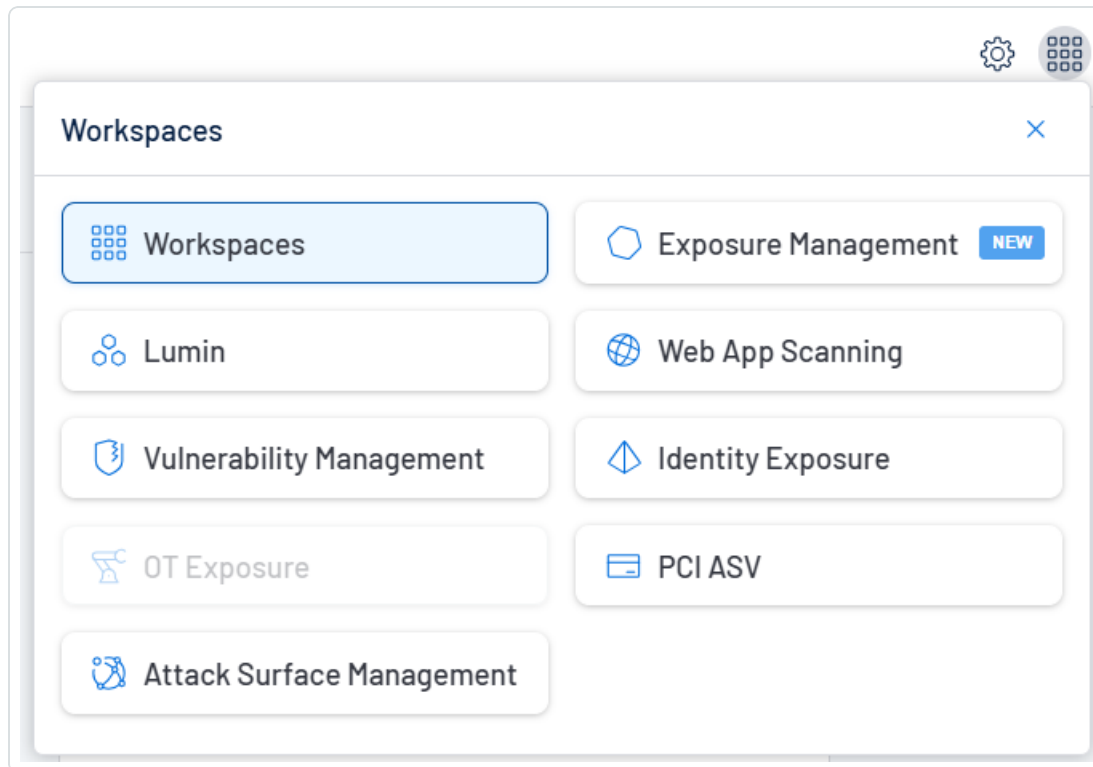 Workspaces
Workspaces
Exposure Management NEW
Lumin
Web App Scanning
Vulnerability Management
Identity Exposure
OT Exposure
PCI ASV
Attack Surface Management